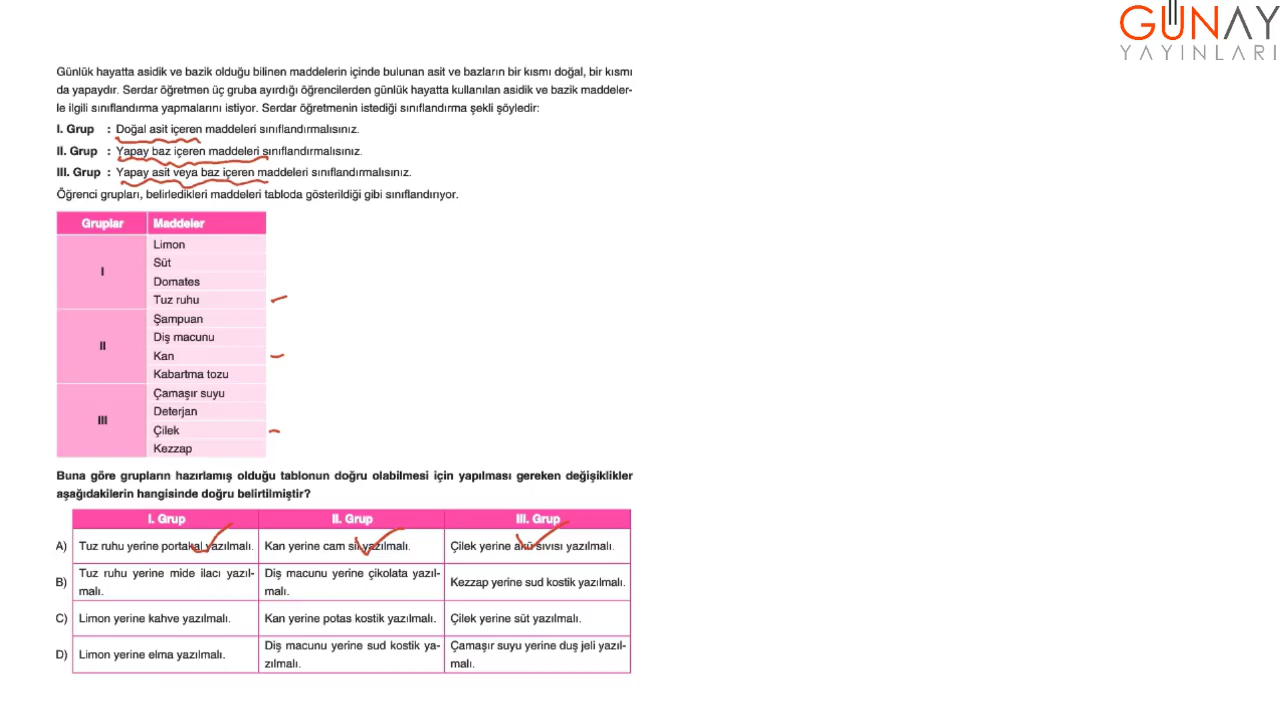 GÜNAY
YAYINLARI
Günlük hayatta asidik ve bazik olduğu bilinen maddelerin içinde bulunan asit ve bazların bir kısmı doğal, bir kısmı
da yapaydır. Serdar öğretmen üç gruba ayırdığı öğrencilerden günlük hayatta kullanılan asidik ve bazik maddeler-
le ilgili sınıflandırma yapmalarını istiyor. Serdar öğretmenin istediği sınıflandırma şekli şöyledir:
I. Grup : Doğal asit içeren maddeleri sınıflandırmalısınız.
II. Grup : Yapay baz içeren maddeleri sınıflandırmalısınız.
III. Grup : Yapay asit veya baz içeren maddeleri sınıflandırmalısınız.
Öğrenci grupları, belirledikleri maddeleri tabloda gösterildiği gibi sınıflandırıyor.
Gruplar Maddeler
I
Limon
Süt
Domates
Tuz ruhu
II
Şampuan
Diş macunu
Kan
Kabartma tozu
III
Çamaşır suyu
Deterjan
Çilek
Kezzap
Buna göre grupların hazırlamış olduğu tablonun doğru olabilmesi için yapılması gereken değişiklikler
aşağıdakilerin hangisinde doğru belirtilmiştir?
I. Grup II. Grup III. Grup
A) Tuz ruhu yerine portakal yazılmalı. Kan yerine cam sil yazılmalı. Çilek yerine akü sıvısı yazılmalı.
B) Tuz ruhu yerine mide ilacı yazıl-
malı.
Diş macunu yerine çikolata yazıl-
malı.
Kezzap yerine sud kostik yazılmalı.
C) Limon yerine kahve yazılmalı. Kan yerine potas kostik yazılmalı. Çilek yerine süt yazılmalı.
D) Limon yerine elma yazılmalı.
Diş macunu yerine sud kostik ya-
zılmalı.
Çamaşır suyu yerine duş jeli yazıl-
malı.